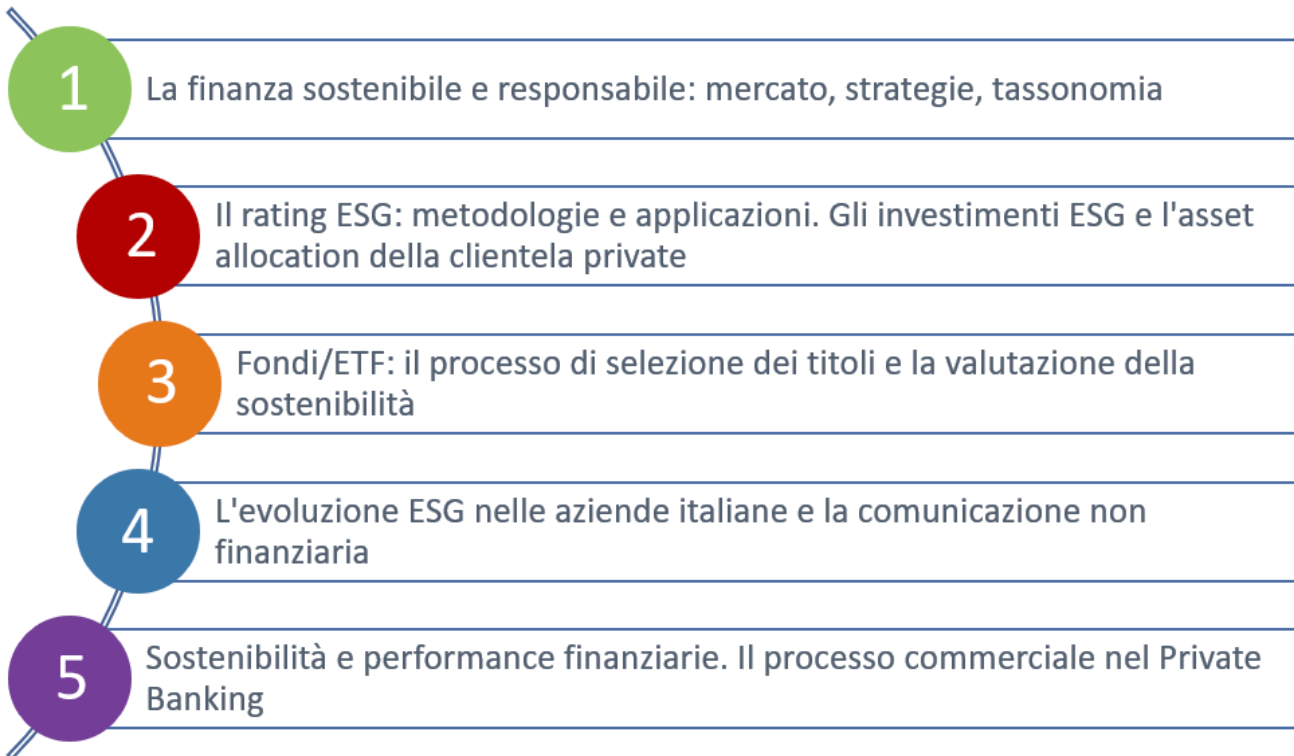 1
La finanza sostenibile e responsabile: mercato, strategie, tassonomia
2
Il rating ESG: metodologie e applicazioni. Gli investimenti ESG e l'asset
allocation della clientela private
3
Fondi/ETF: il processo di selezione dei titoli e la valutazione della
sostenibilità
4
L'evoluzione ESG nelle aziende italiane e la comunicazione non
finanziaria
5
Sostenibilità e performance finanziarie. Il processo commerciale nel Private
Banking